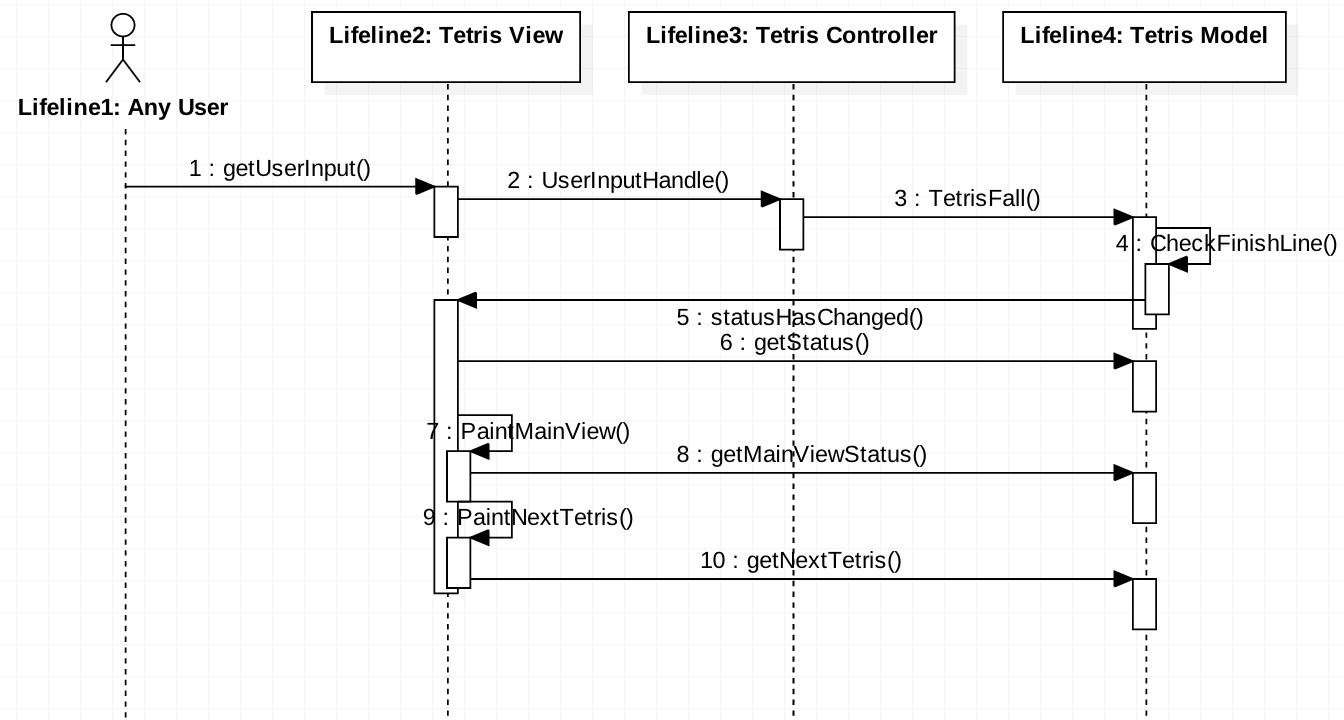 Lifeline2: Tetris View
Lifeline3: Tetris Controller
Lifeline4: Tetris Model
Lifeline1: Any User
1 : getUserInput()
2 : UserInputHandle()
3 : TetrisFall()
4 : CheckFinishLine()
5 : statusHasChanged()
6 : getStatus()
7 : PaintMainView()
8 : getMainViewStatus()
9 : PaintNextTetris()
10 : getNextTetris()